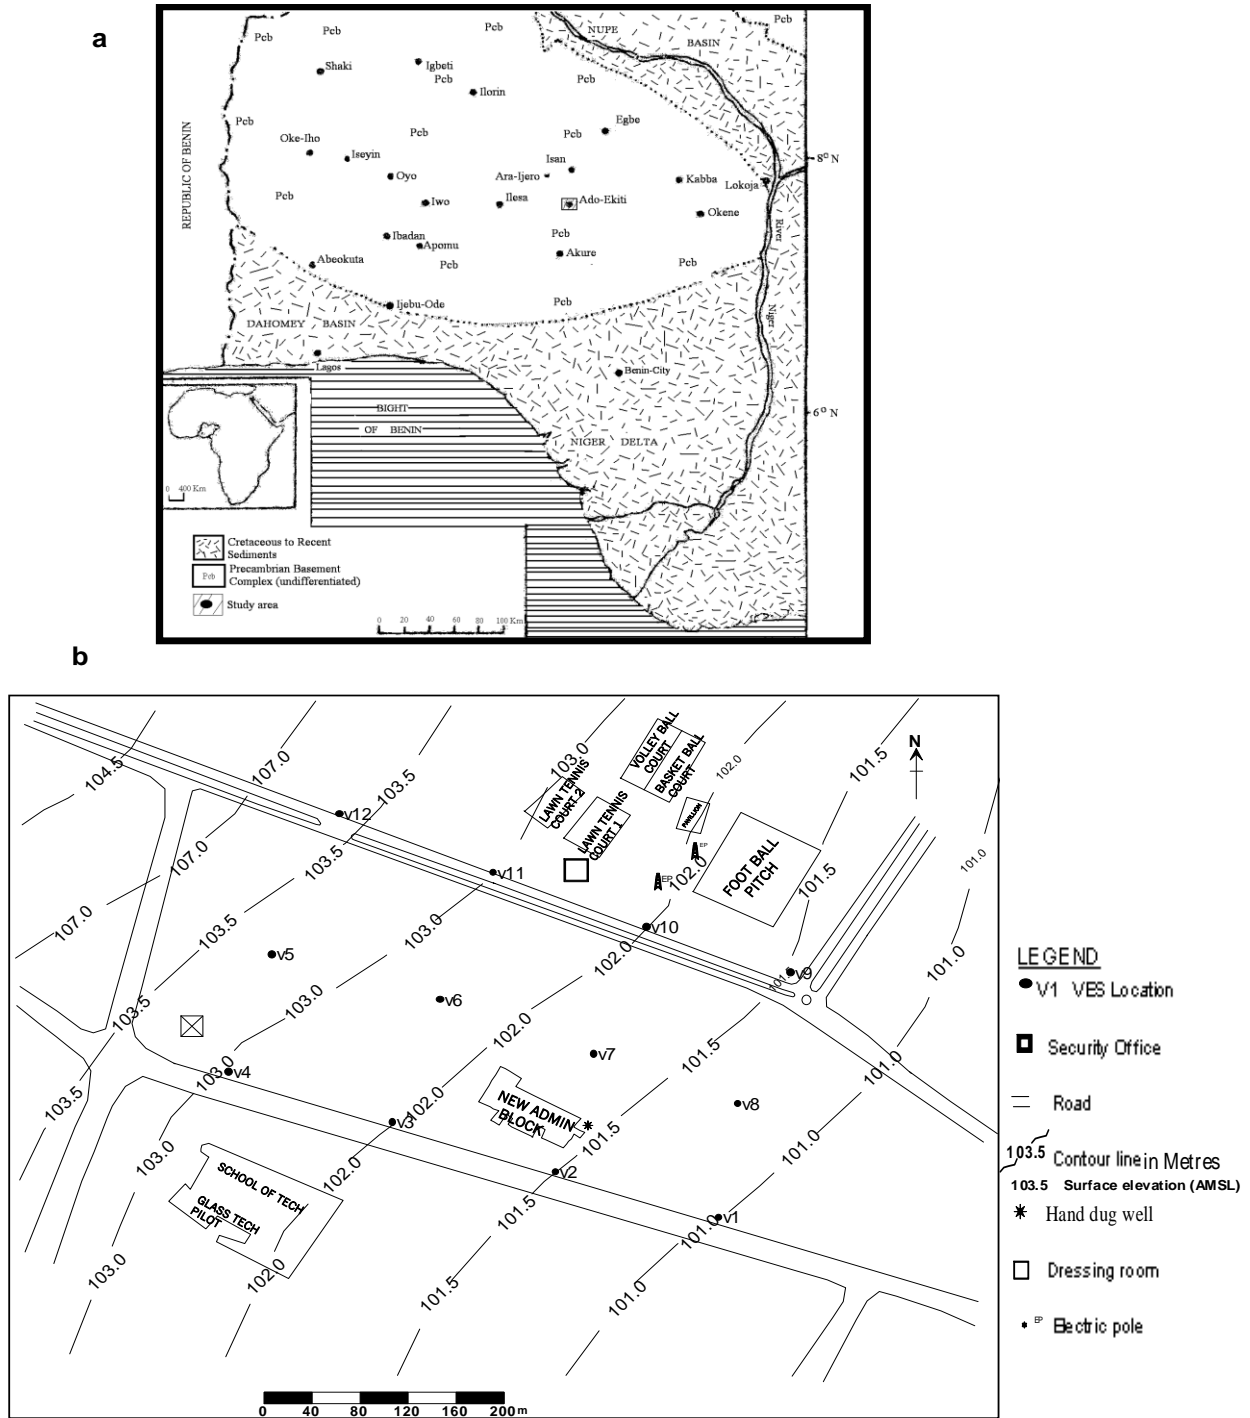 a
Pcb
Pcb
Pcb
NUPE
BASIN
Pcb
Shaki
Igbeti
Pcb
Ilorin
Pcb
REPUBLIC OF BENIN
Pcb
Oke-Iho
Iseyin
Pcb
Pcb
Egbe
Isan
Ara-Ijero
8° N
Oyo
Kabba
Lokoja
Pcb
Iwo
Ilesa
Ado-Ekiti
Okene
River
Ibadan
Apomu
Pcb
Akure
Abeokuta
Pcb
Pcb
Ijebu-Ode
Pcb
Niger
DAHOMEY BASIN
Lagos
Benin-City
BIGHT
OF BENIN
6° N
NIGER DELTA
0 400 Km
Cretaceous to Recent
Sediments
Pcb
Precambrian Basement
Complex (undifferentiated)
Study area
0 20 40 60 80 100 Km
b
104.5
107.0
103.5
103.0
VOLLEY BALL
COURT
BASKET BALL
COURT
102.0
101.5
N
LAWN TENNIS
COURT 2
LAWN TENNIS
COURT 1
PAVILLION
v12
107.0
103.5
v11
EP
EP
102.0
FOOT BALL
PITCH
101.5
101.0
107.0
103.5
103.0
v10
102.0
v5
v9
101.5
101.0
103.5
103.0
v6
102.0
v7
101.5
101.0
103.0
v4
103.5
v3
102.0
NEW ADMIN
BLOCK
101.5
v8
101.0
103.0
102.0
v2
101.5
v1
101.0
SCHOOL OF TECH
GLASS TECH
PILOT
103.0
102.0
101.5
101.0
0 40 80 120 160 200 m
LEGEND
V1 VES Location
Security Office
Road
103.5 Contour line in Metres
103.5 Surface elevation (AMSL)
Hand dug well
Dressing room
EP Electric pole